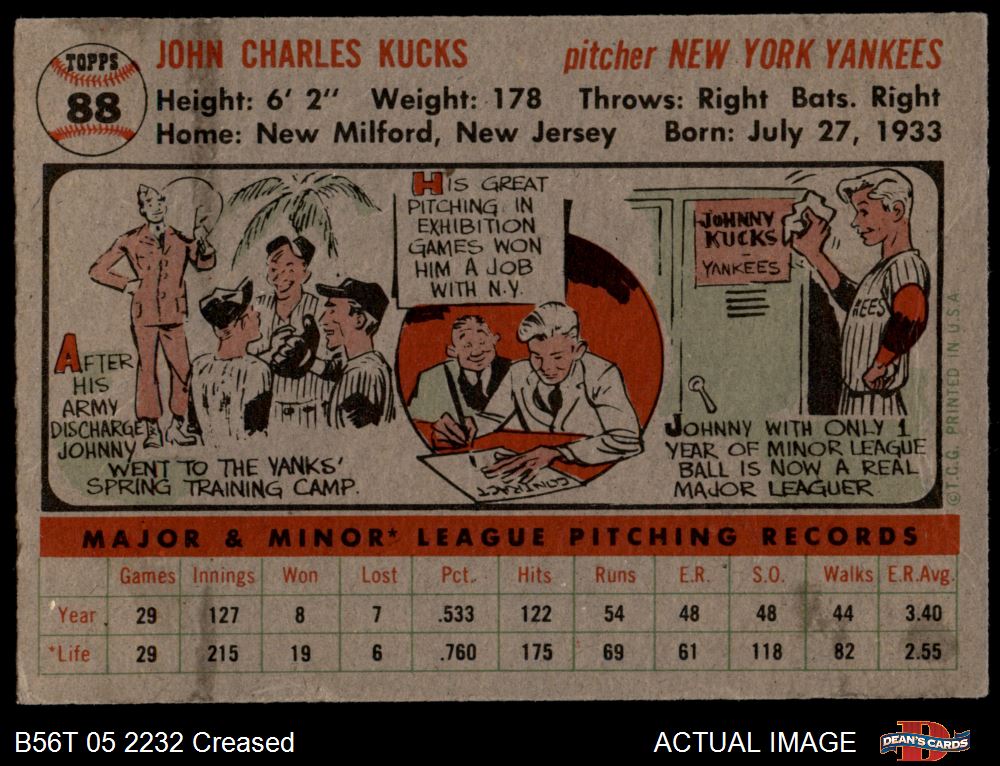 TOPPS
88
JOHN CHARLES KUCKS pitcher NEW YORK YANKEES
Height: 6' 2" Weight: 178 Throws: Right Bats. Right
Home: New Milford, New Jersey Born: July 27, 1933
AFTER
HIS
ARMY
DISCHARGE
JOHNNY
WENT TO THE YANKS'
SPRING TRAINING CAMP.
HIS GREAT
PITCHING IN
EXHIBITION
GAMES WON
HIM A JOB
WITH N.Y.
CONTRACT
JOHNNY
KUCKS
YANKEES
KEES
JOHNNY WITH ONLY 1
YEAR OF MINOR LEAGUE
BALL IS NOW A REAL
MAJOR LEAGUER
©T.C.G. PRINTED IN U.S.A
MAJOR & MINOR* LEAGUE PITCHING RECORDS
Games Innings Won Lost Pct. Hits Runs E.R. S.O. Walks E.R.Avg.
Year 29 127 8 7 .533 122 54 48 48 44 3.40
*Life 29 215 19 6 .760 175 69 61 118 82 2.55
B56T 05 2232 Creased ACTUAL IMAGE
D
DEAN'S CARDS